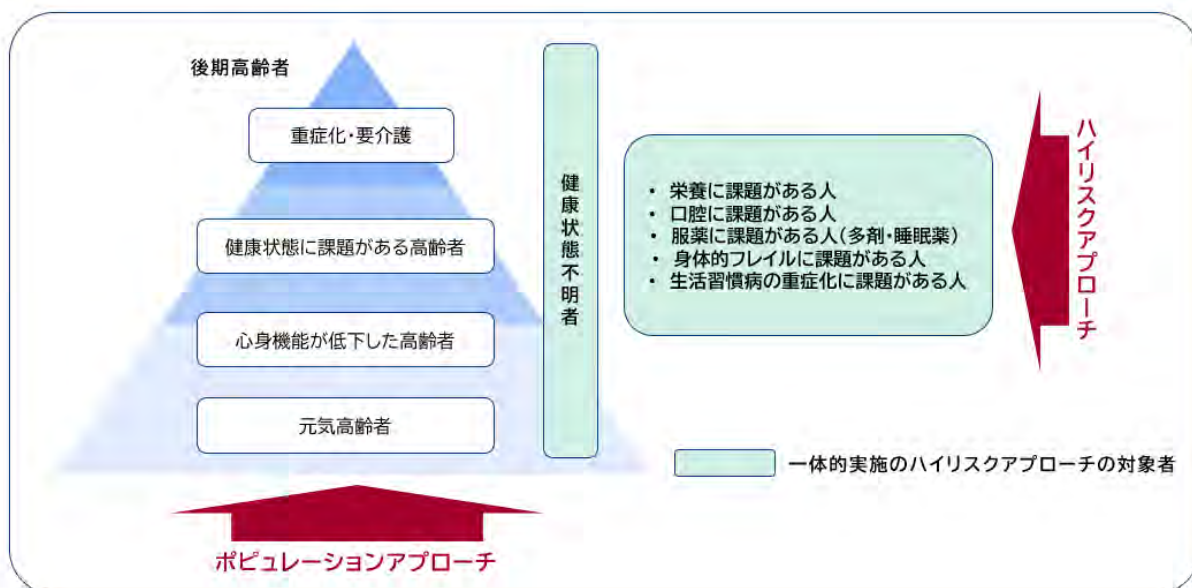 後期高齢者
重症化・要介護
健康状態に課題がある高齢者
心身機能が低下した高齢者
元気高齢者
健康状態不明者
・ 栄養に課題がある人
・ 口腔に課題がある人
・ 服薬に課題がある人(多剤・睡眠薬)
・ 身体的フレイルに課題がある人
・ 生活習慣病の重症化に課題がある人
ハイリスクアプローチ
一体的実施のハイリスクアプローチの対象者
ポピュレーションアプローチ